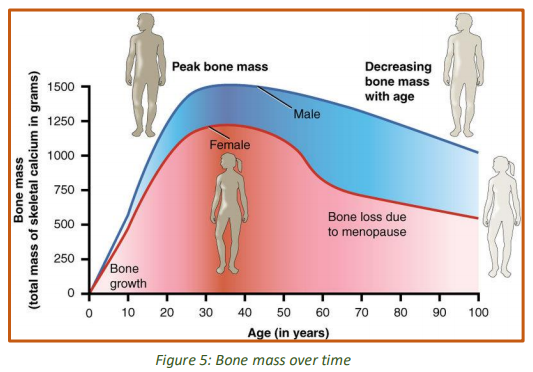 Peak bone mass
Decreasing
bone mass
with age
Male
Female
Bone loss due
to menopause
Bone
growth
Bone mass
(total mass of skeletal calcium in grams)
1500
1250
1000
750
500
250
0
0 10 20 30 40 50 60 70 80 90 100
Age (in years)
Figure 5: Bone mass over time